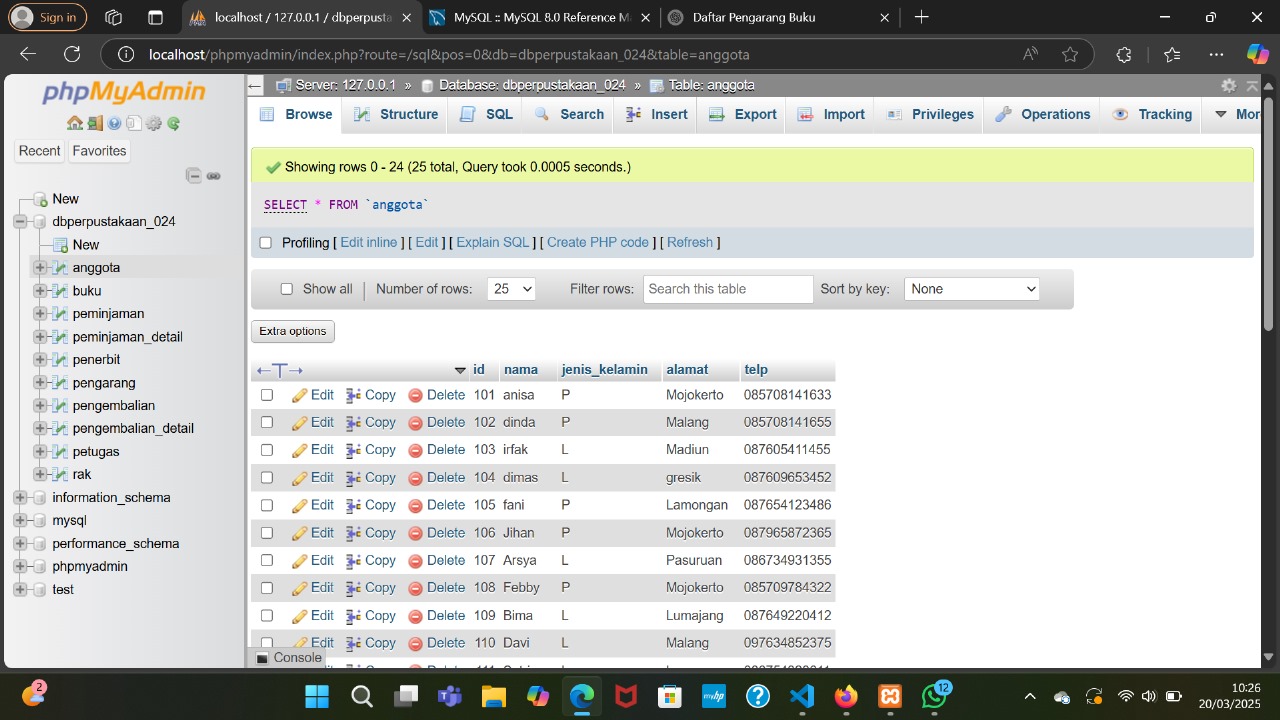 Sign in
localhost / 127.0.0.1 / dbperpusta
MySQL :: MySQL 8.0 Reference Ma
Daftar Pengarang Buku
localhost/phpmyadmin/index.php?route=/sql&pos=0&db=dbperpustakaan_024&table=anggota
phpMyAdmin
Recent Favorites
New
dbperpustakaan_024
New
anggota
buku
peminjaman
peminjaman_detail
penerbit
pengarang
pengembalian
pengembalian_detail
petugas
rak
information_schema
mysql
performance_schema
phpmyadmin
test
Server: 127.0.0.1 » Database: dbperpustakaan_024 » Table: anggota
Browse Structure SQL Search Insert Export Import Privileges Operations Tracking Mor
Showing rows 0 - 24 (25 total, Query took 0.0005 seconds.)
SELECT * FROM `anggota`
Profiling [ Edit inline ] [ Edit ] [ Explain SQL ] [ Create PHP code ] [ Refresh ]
Show all Number of rows: 25 Filter rows: Search this table Sort by key: None
Extra options
←T→ id nama jenis_kelamin alamat telp
Edit Copy Delete 101 anisa P Mojokerto 085708141633
Edit Copy Delete 102 dinda P Malang 085708141655
Edit Copy Delete 103 irfak L Madiun 087605411455
Edit Copy Delete 104 dimas L gresik 087609653452
Edit Copy Delete 105 fani P Lamongan 087654123486
Edit Copy Delete 106 Jihan P Mojokerto 087965872365
Edit Copy Delete 107 Arsya L Pasuruan 086734931355
Edit Copy Delete 108 Febby P Mojokerto 085709784322
Edit Copy Delete 109 Bima L Lumajang 087649220412
Edit Copy Delete 110 Davi L Malang 097634852375
Console
2
myhp
12
10:26
20/03/2025